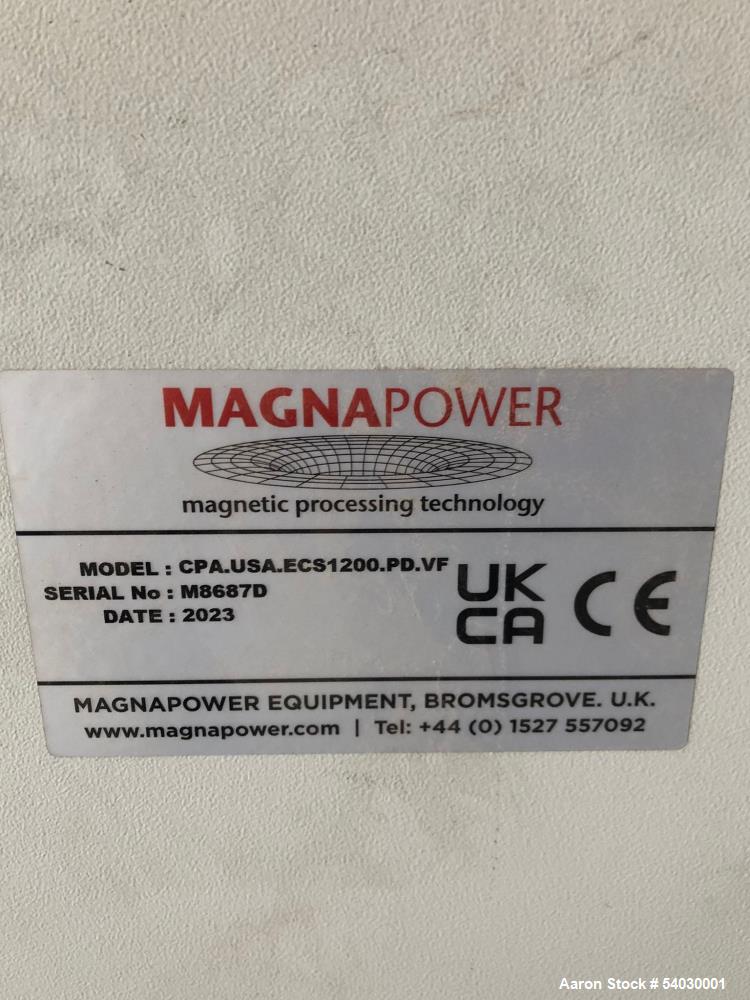 MAGNAPOWER
magnetic processing technology
MODEL : CPA.USA.ECS1200.PD.VF
SERIAL No : M8687D
DATE : 2023
UK
CA
CE
MAGNAPOWER EQUIPMENT, BROMSGROVE. U.K.
www.magnapower.com | Tel: +44 (0) 1527 557092
Aaron Stock # 54030001